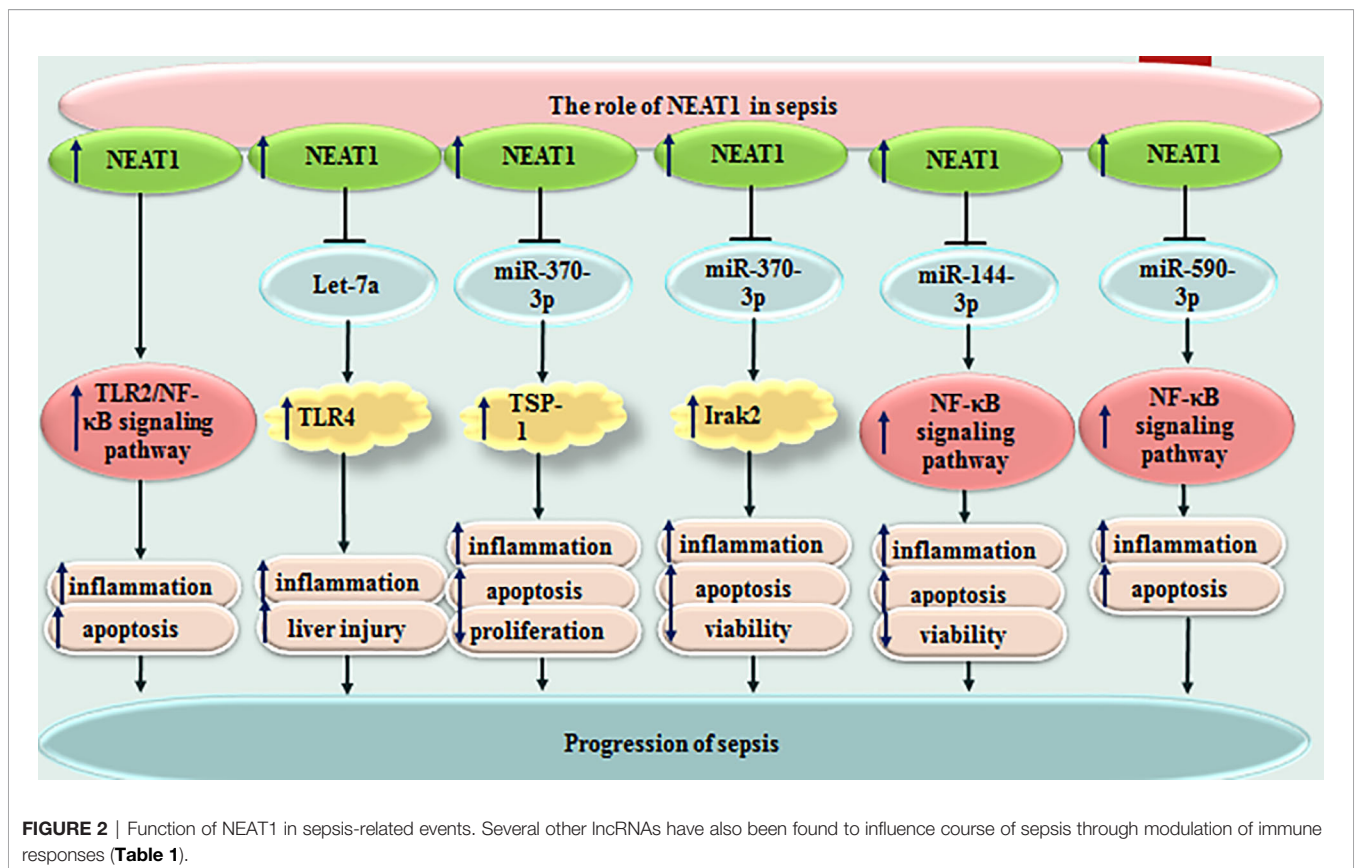 The role of NEAT1 in sepsis
NEAT1
NEAT1
NEAT1
NEAT1
NEAT1
NEAT1
Let-7a
miR-370-
3p
miR-370-
3p
miR-144-
3p
miR-590-
3p
TLR2/NF-
κB signaling
pathway
TLR4
TSP-
1
Irak2
NF-κB
signaling
pathway
NF-κB
signaling
pathway
inflammation
apoptosis
inflammation
liver injury
inflammation
apoptosis
proliferation
inflammation
apoptosis
viability
inflammation
apoptosis
viability
inflammation
apoptosis
Progression of sepsis
FIGURE 2 | Function of NEAT1 in sepsis-related events. Several other lncRNAs have also been found to influence course of sepsis through modulation of immune
responses (Table 1).